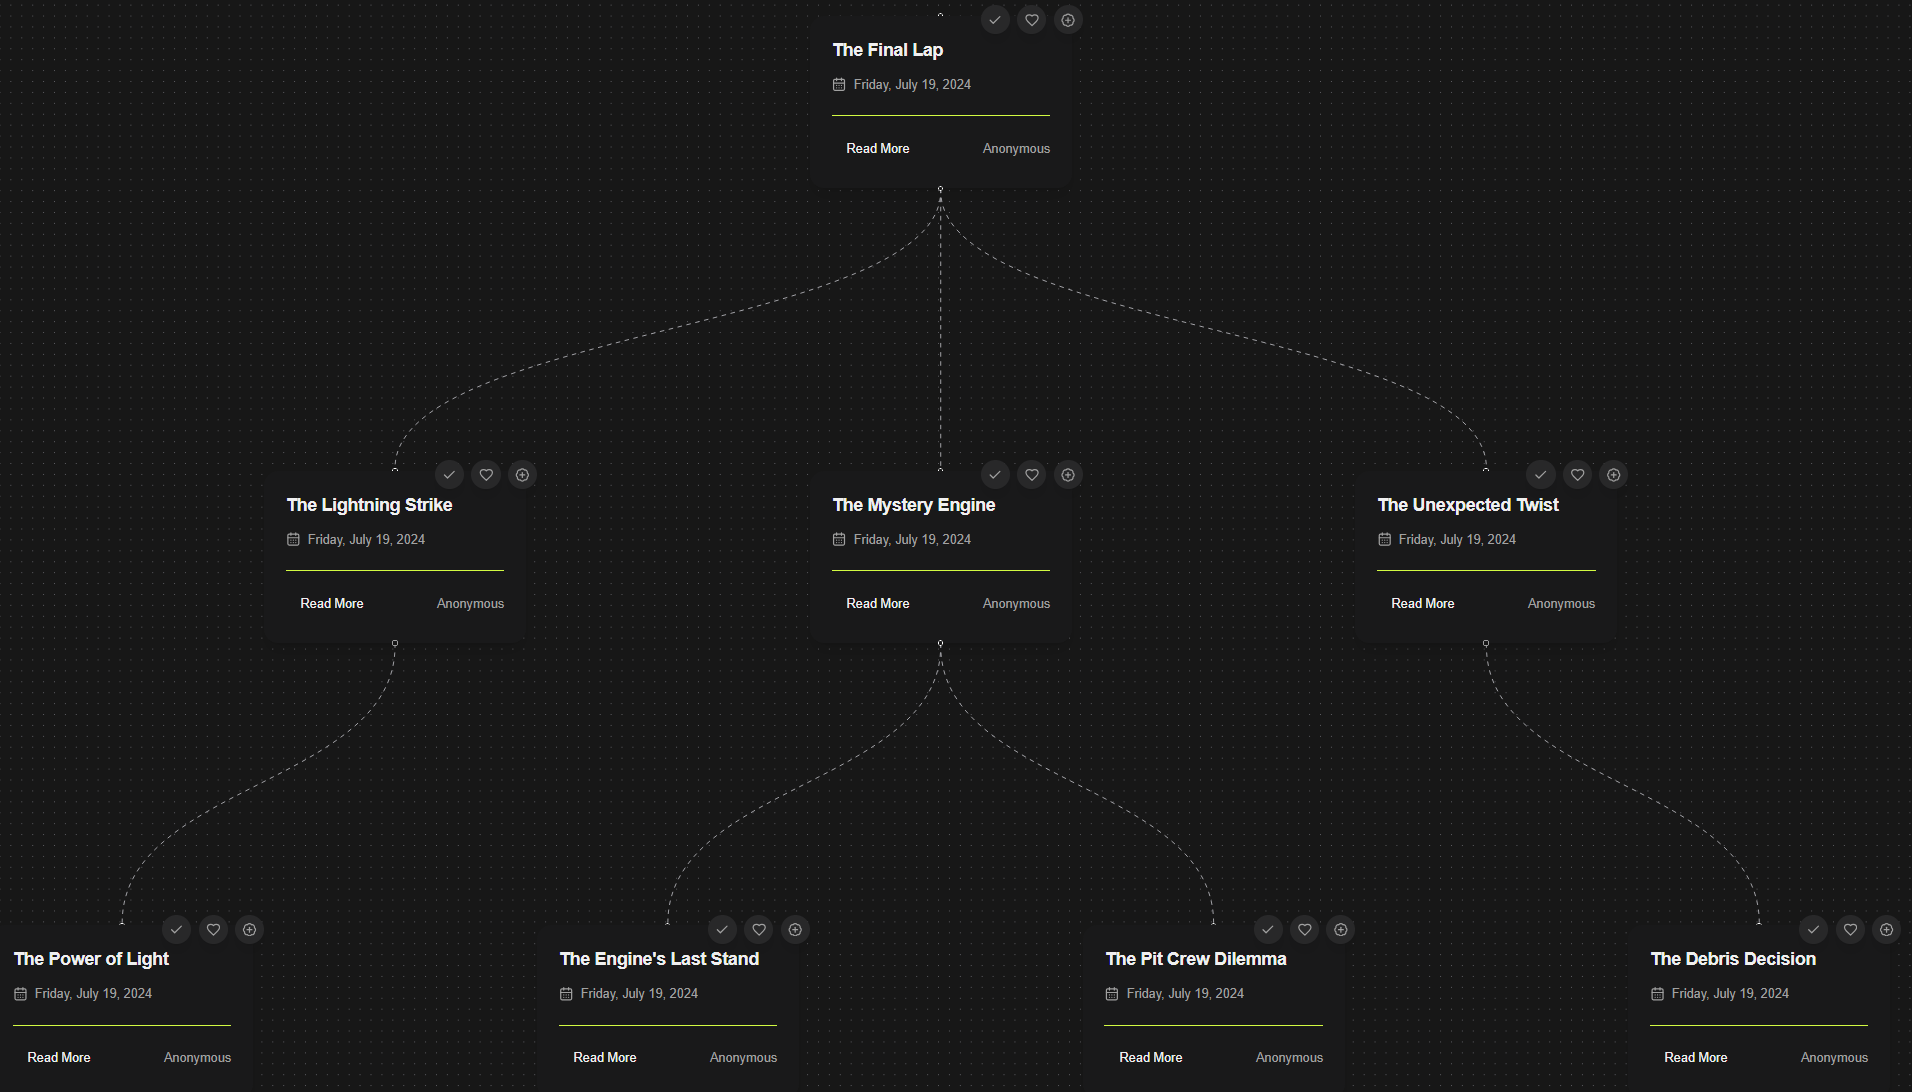 The Final Lap
Friday, July 19, 2024
Read More
Anonymous
The Lightning Strike
Friday, July 19, 2024
Read More
Anonymous
The Mystery Engine
Friday, July 19, 2024
Read More
Anonymous
The Unexpected Twist
Friday, July 19, 2024
Read More
Anonymous
The Power of Light
Friday, July 19, 2024
Read More
Anonymous
The Engine's Last Stand
Friday, July 19, 2024
Read More
Anonymous
The Pit Crew Dilemma
Friday, July 19, 2024
Read More
Anonymous
The Debris Decision
Friday, July 19, 2024
Read More
Anonymous